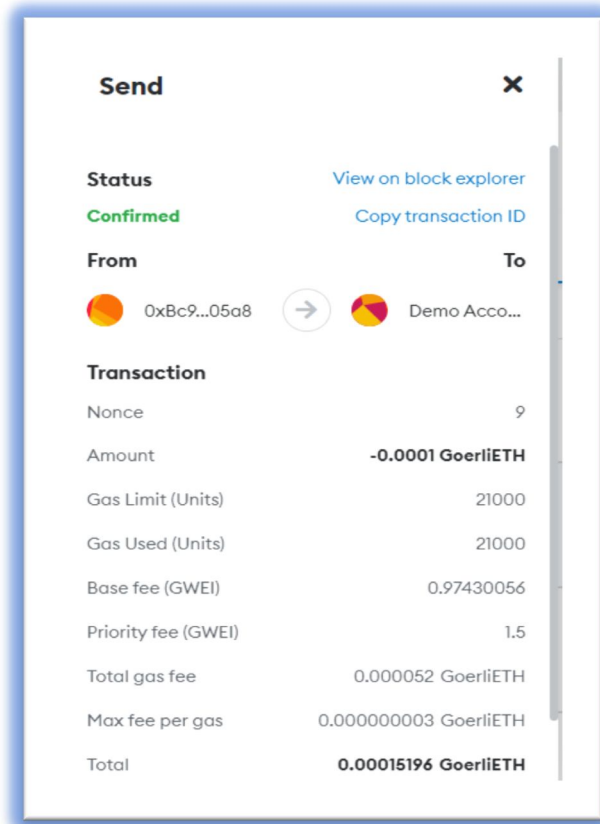 Send
Status View on block explorer
Confirmed Copy transaction ID
From To
0xBc9...05a8 Demo Acco...
Transaction
Nonce 9
Amount -0.0001 GoerliETH
Gas Limit (Units) 21000
Gas Used (Units) 21000
Base fee (GWEI) 0.97430056
Priority fee (GWEI) 1.5
Total gas fee 0.000052 GoerliETH
Max fee per gas 0.000000003 GoerliETH
Total 0.00015196 GoerliETH